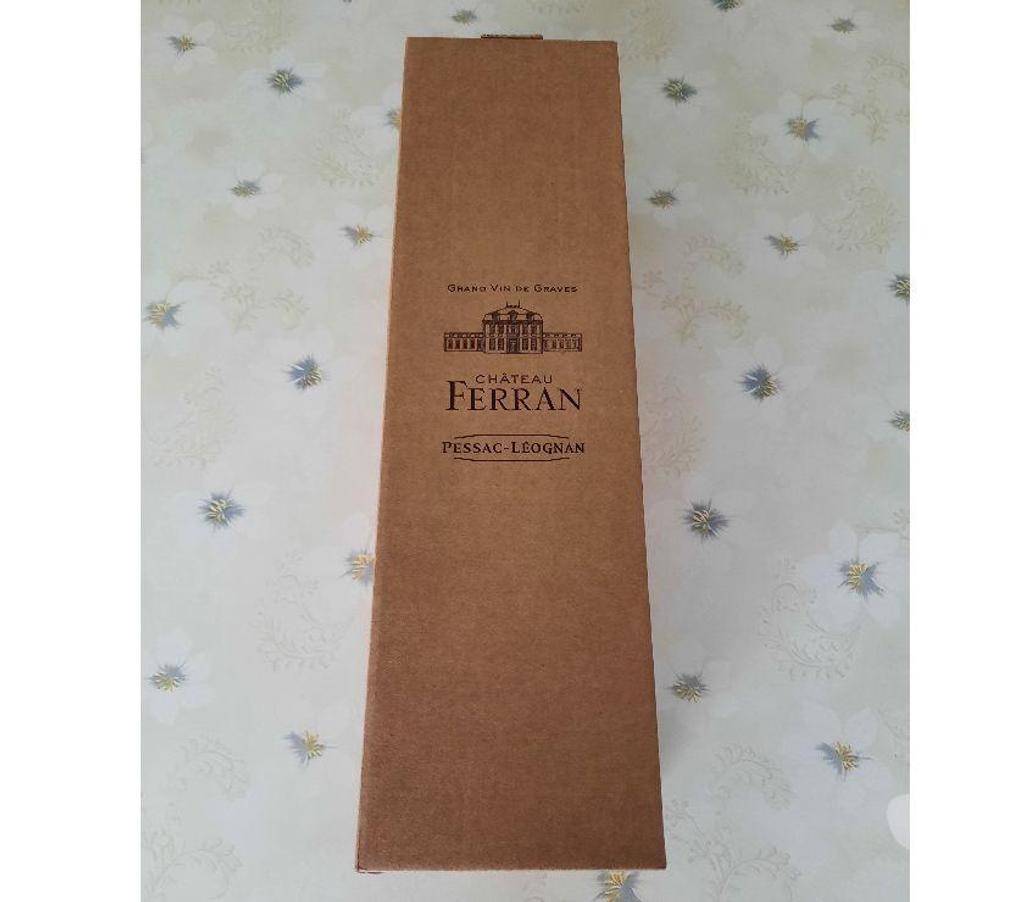 Grand Vin de Graves
CHÂTEAU
FERRAN
PESSAC-LÉOGNAN